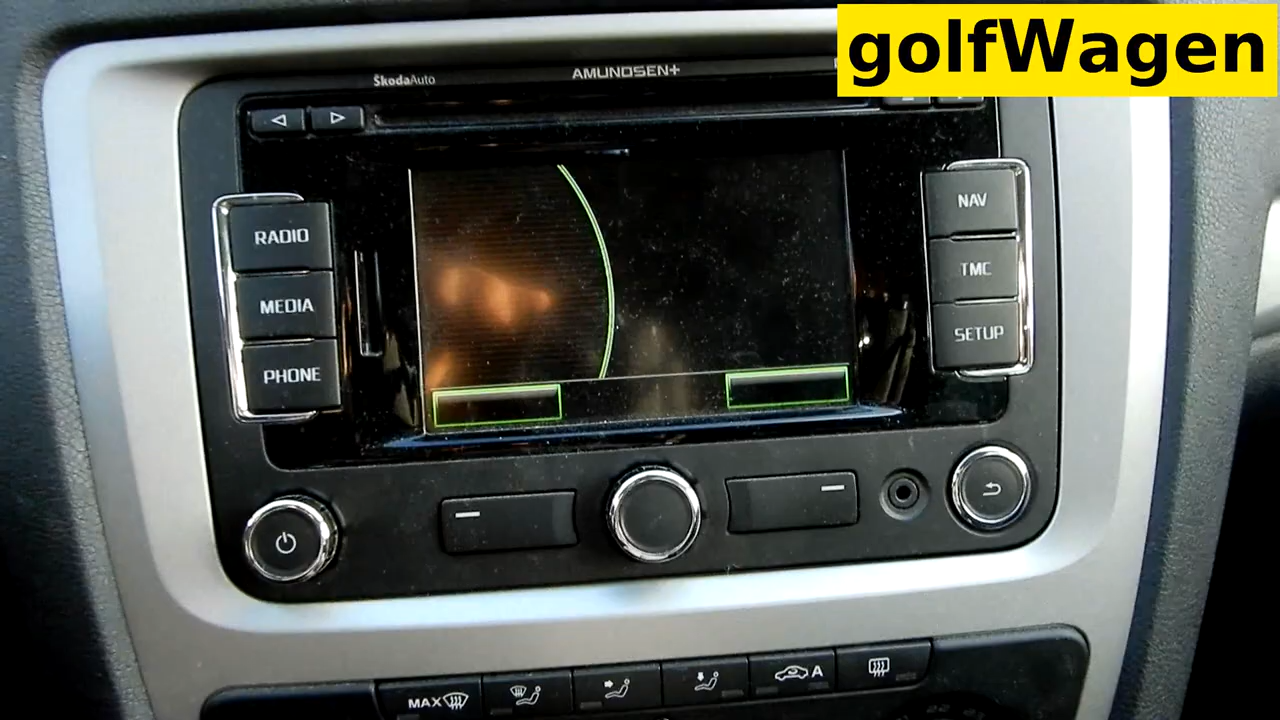 golfWagen
ŠkodaAuto
AMUNDSEN+
RADIO
MEDIA
PHONE
NAV
TMC
SETUP
MAX
A